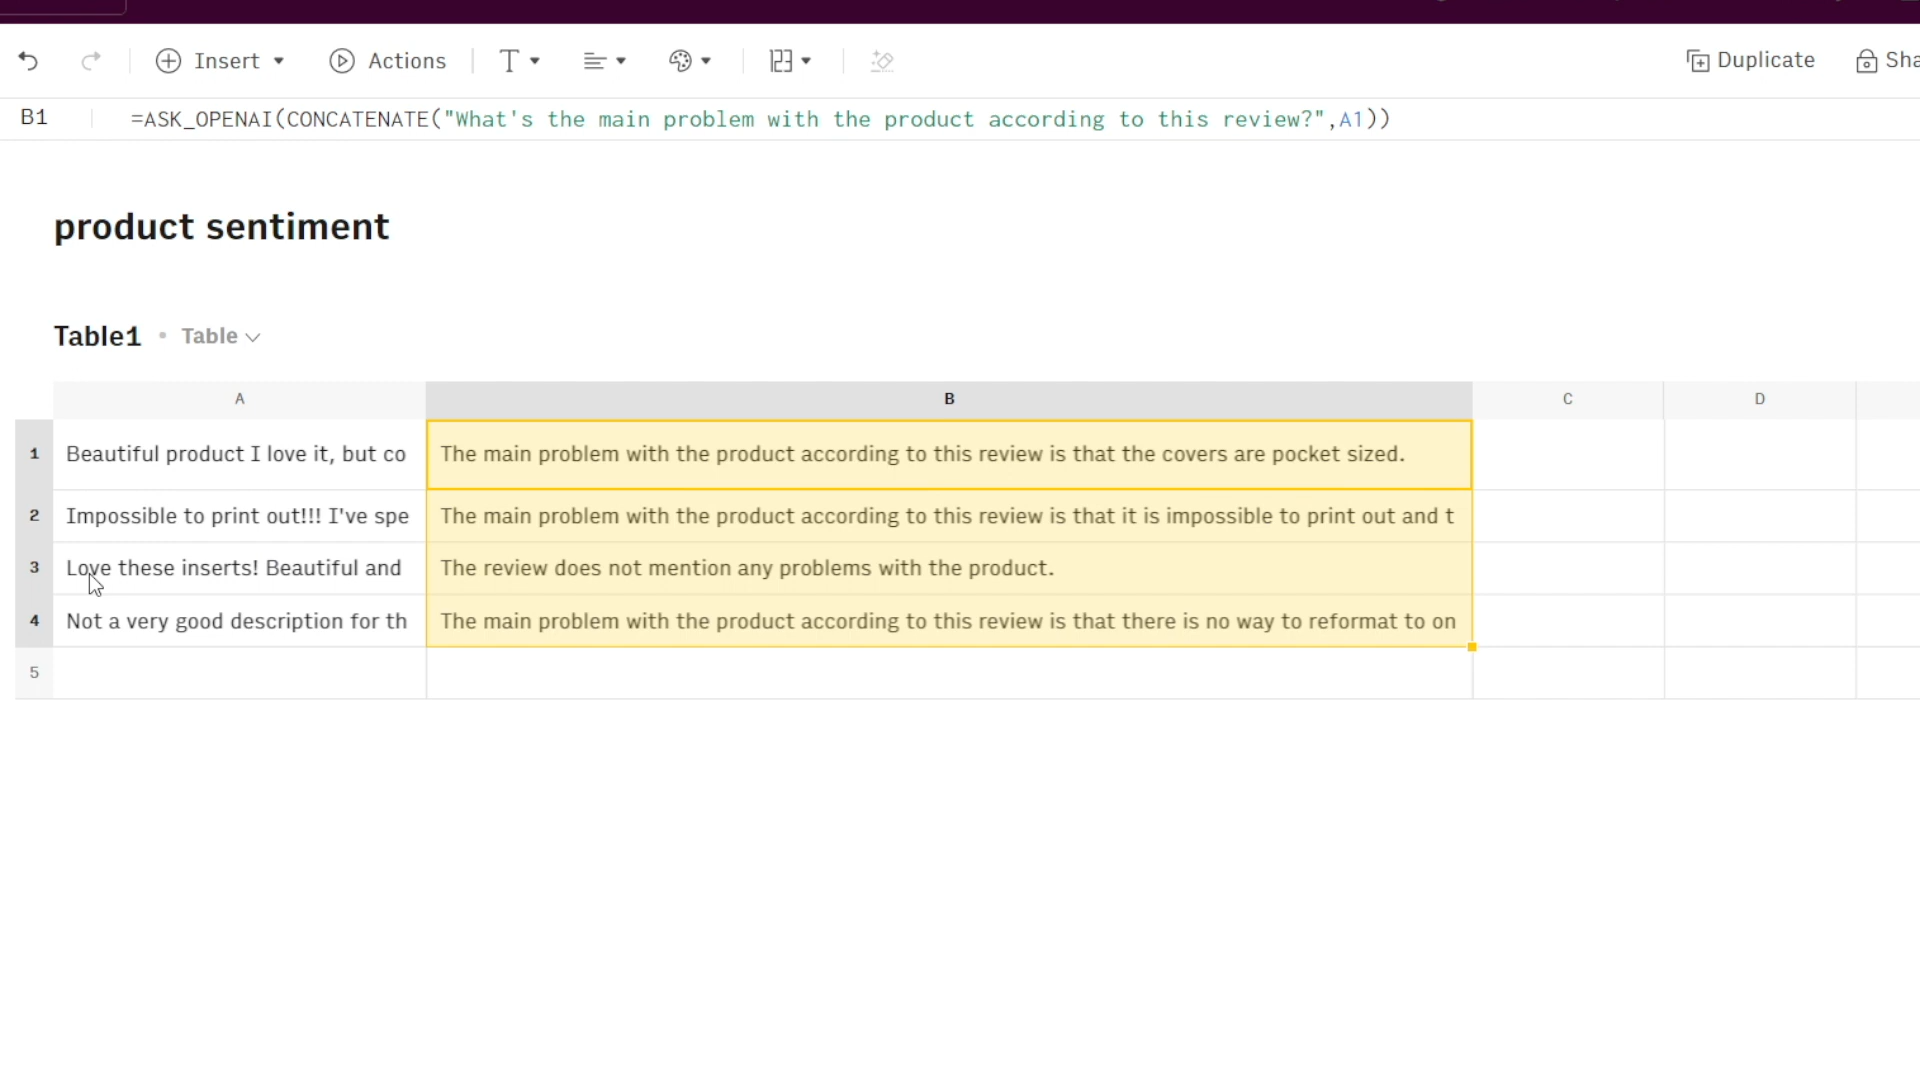 Insert Actions Duplicate
B1 =ASK_OPENAI(CONCATENATE("What's the main problem with the product according to this review?",A1))
product sentiment
Table1 • Table
A B C D
1 Beautiful product I love it, but co The main problem with the product according to this review is that the covers are pocket sized.
2 Impossible to print out!!! I've spe The main problem with the product according to this review is that it is impossible to print out and t
3 Love these inserts! Beautiful and The review does not mention any problems with the product.
4 Not a very good description for th The main problem with the product according to this review is that there is no way to reformat to on
5